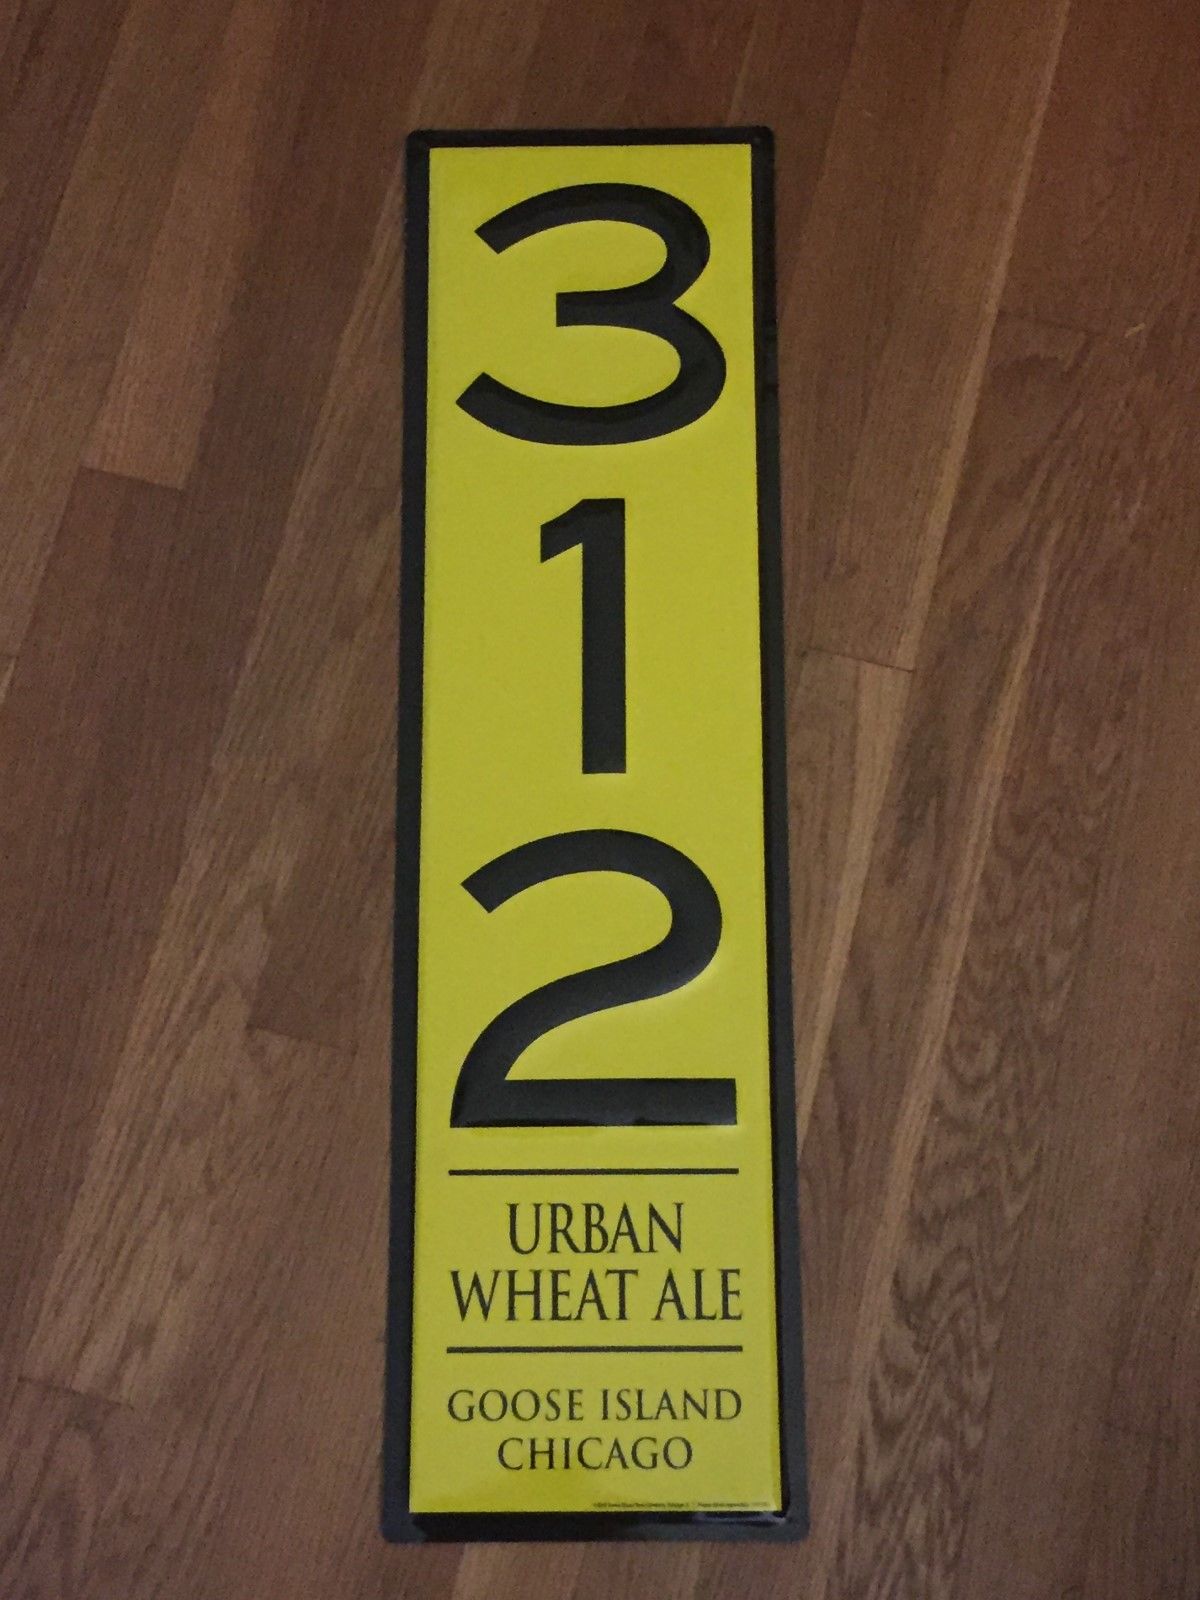 3
1
2
URBAN
WHEAT ALE
GOOSE ISLAND
CHICAGO